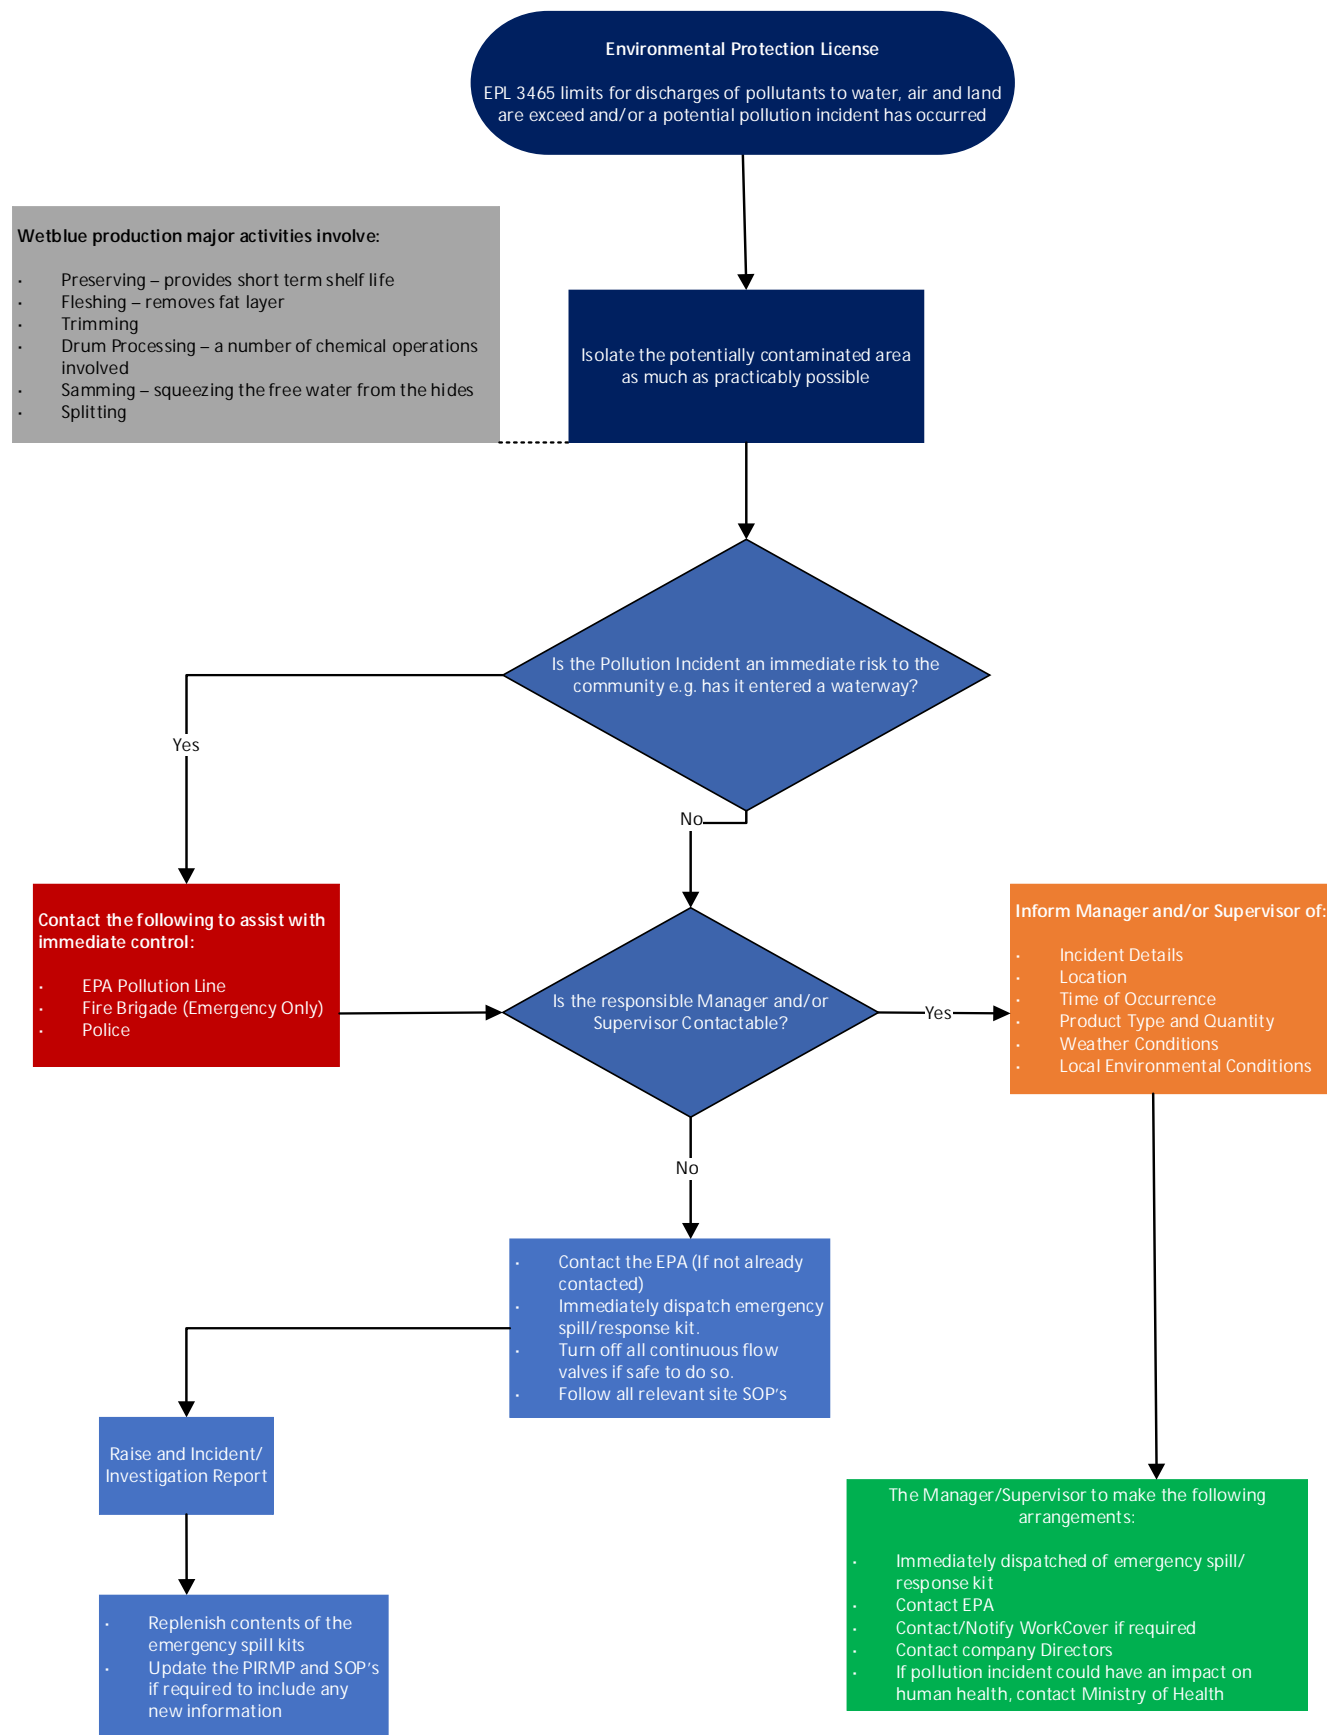 Environmental Protection License
EPL 3465 limits for discharges of pollutants to water, air and land
are exceed and/or a potential pollution incident has occurred
Wetblue production major activities involve:
· Preserving – provides short term shelf life
· Fleshing – removes fat layer
· Trimming
· Drum Processing – a number of chemical operations
involved
· Samming – squeezing the free water from the hides
· Splitting
Isolate the potentially contaminated area
as much as practicably possible
Is the Pollution Incident an immediate risk to the
community e.g. has it entered a waterway?
Yes
No
Contact the following to assist with
immediate control:
· EPA Pollution Line
· Fire Brigade (Emergency Only)
· Police
Is the responsible Manager and/or
Supervisor Contactable?
Yes
Inform Manager and/or Supervisor of:
· Incident Details
· Location
· Time of Occurrence
· Product Type and Quantity
· Weather Conditions
· Local Environmental Conditions
No
· Contact the EPA (If not already
contacted)
· Immediately dispatch emergency
spill/response kit.
· Turn off all continuous flow
valves if safe to do so.
· Follow all relevant site SOP's
Raise and Incident/
Investigation Report
· Replenish contents of the
emergency spill kits
· Update the PIRMP and SOP's
if required to include any
new information
The Manager/Supervisor to make the following
arrangements:
· Immediately dispatched of emergency spill/
response kit
· Contact EPA
· Contact/Notify WorkCover if required
· Contact company Directors
· If pollution incident could have an impact on
human health, contact Ministry of Health